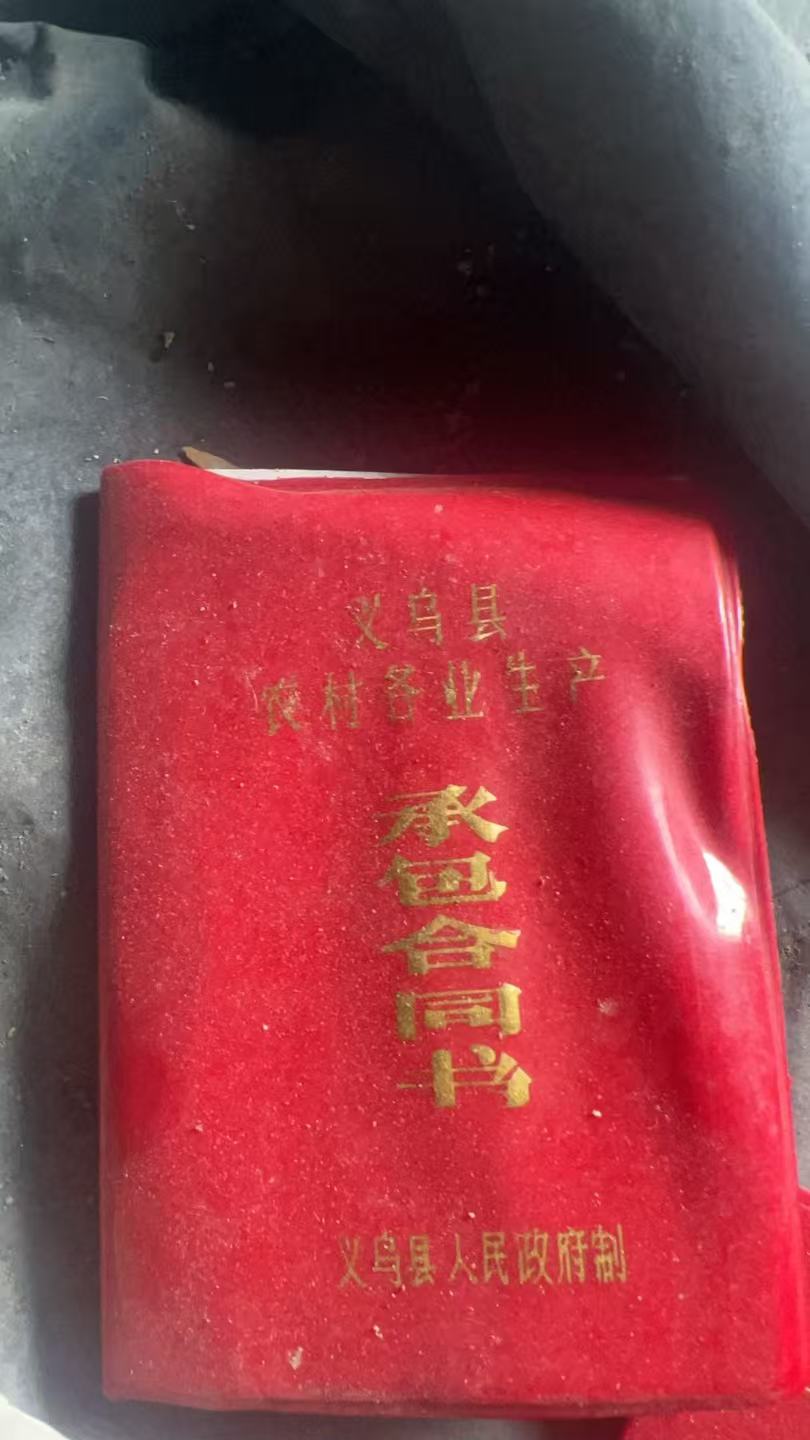 义乌县
农村各业生产
承包合同书
义乌县人民政府制